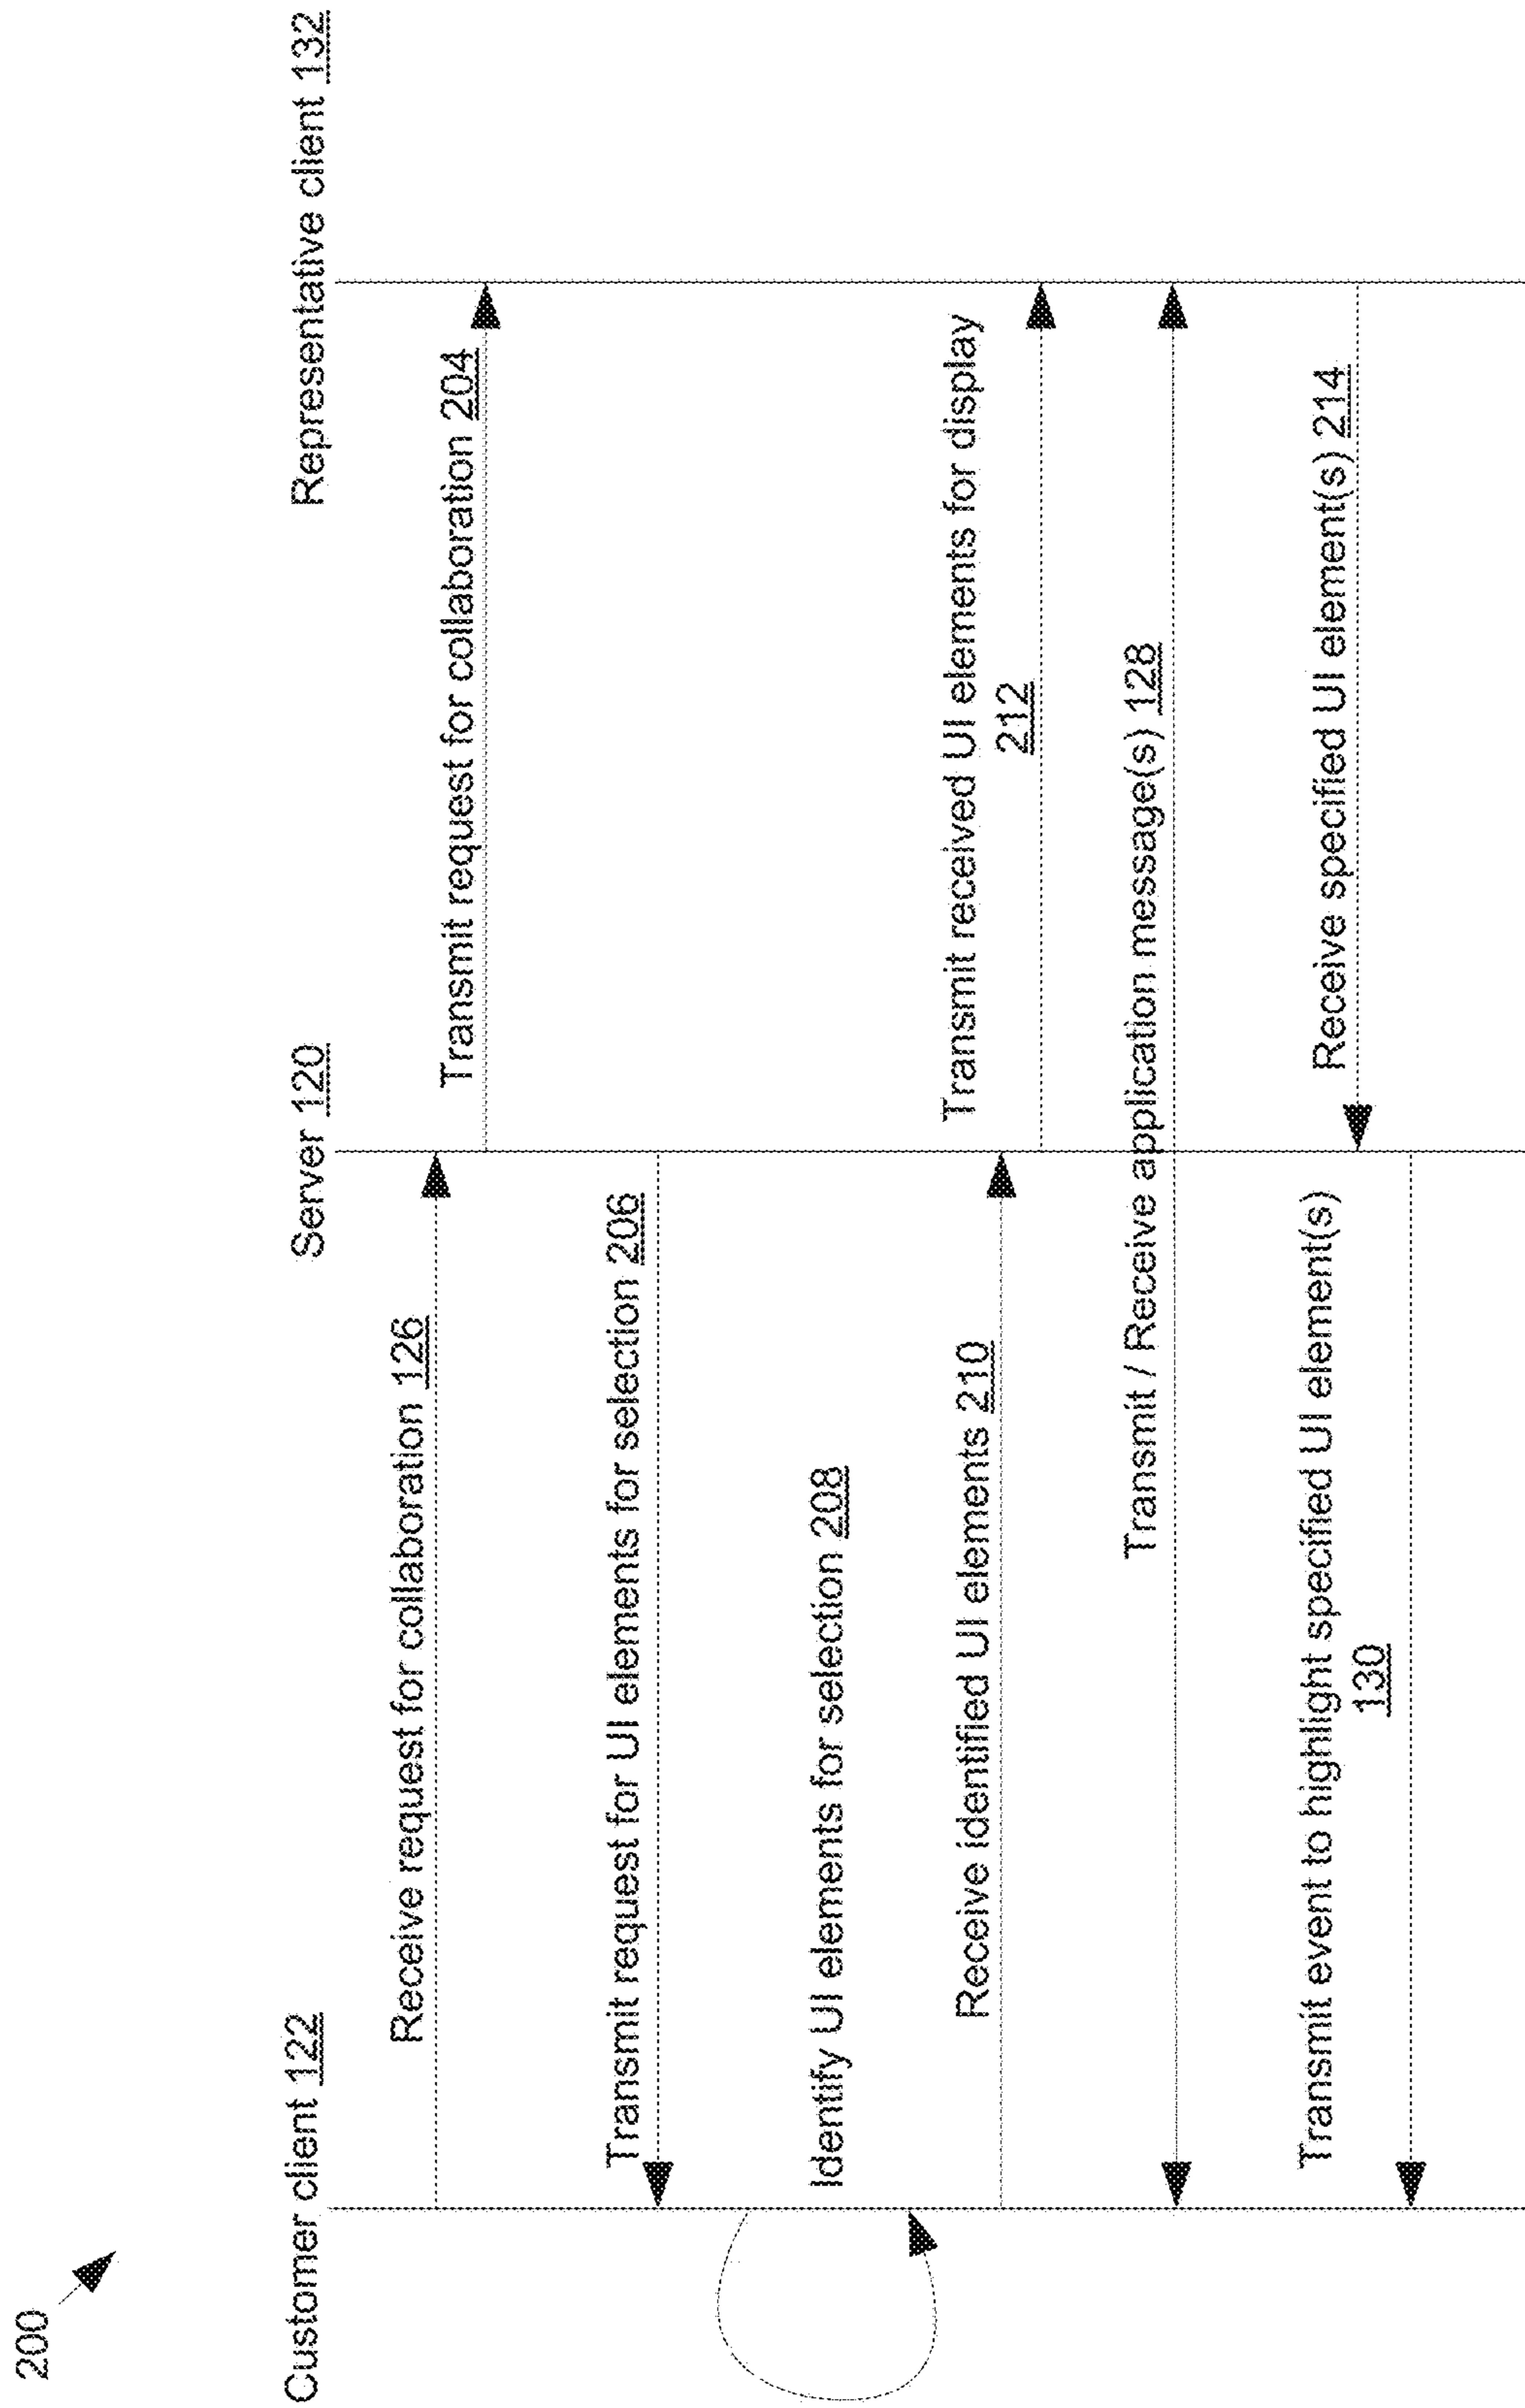 200
Customer client 122
Server 120
Representative client 132
Receive request for collaboration 126
Transmit request for collaboration 204
Transmit request for UI elements for selection 206
Identify UI elements for selection 208
Receive identified UI elements 210
Transmit received UI elements for display
212
Transmit / Receive application message(s) 128
Receive specified UI element(s) 214
Transmit event to highlight specified UI element(s)
130